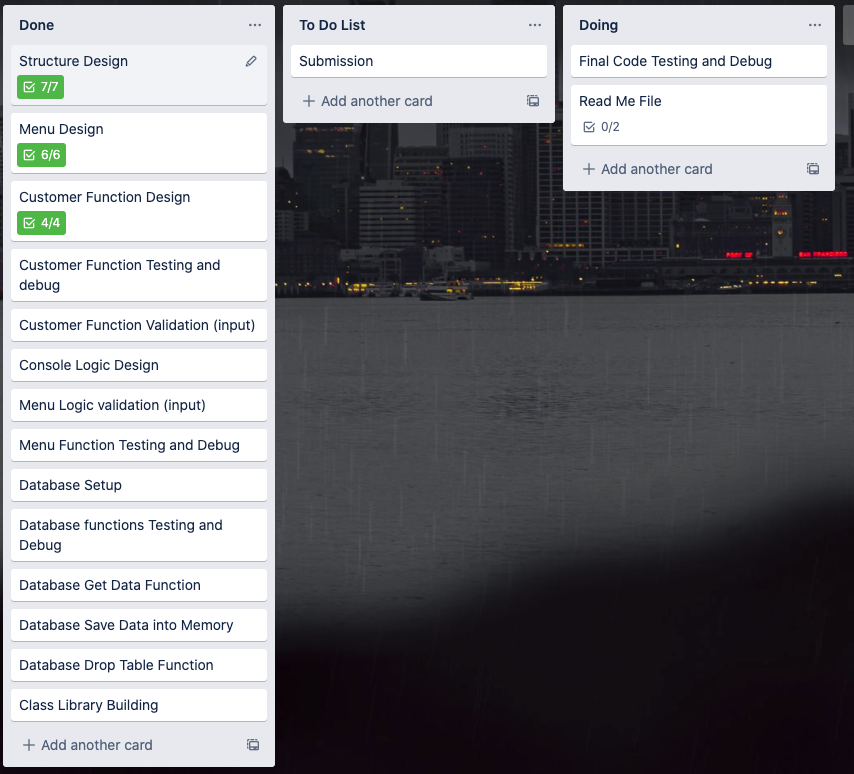 Done
Structure Design
7/7
Menu Design
6/6
Customer Function Design
4/4
Customer Function Testing and
debug
Customer Function Validation (input)
Console Logic Design
Menu Logic validation (input)
Menu Function Testing and Debug
Database Setup
Database functions Testing and
Debug
Database Get Data Function
Database Save Data into Memory
Database Drop Table Function
Class Library Building
+ Add another card
To Do List
Submission
+ Add another card
Doing
Final Code Testing and Debug
Read Me File
0/2
+ Add another card
PORT OF
SAN FRANCISCO